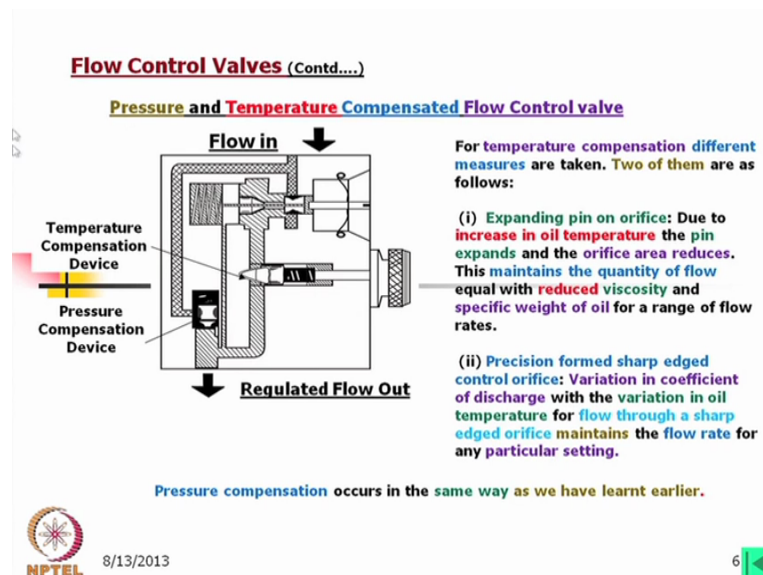 Flow Control Valves (Contd....)
Pressure and Temperature Compensated Flow Control valve
Flow in
Temperature
Compensation
Device
Pressure
Compensation
Device
Regulated Flow Out
For temperature compensation different
measures are taken. Two of them are as
follows:
(i) Expanding pin on orifice: Due to
increase in oil temperature the pin
expands and the orifice area reduces.
This maintains the quantity of flow
equal with reduced viscosity and
specific weight of oil for a range of flow
rates.
(ii) Precision formed sharp edged
control orifice: Variation in coefficient
of discharge with the variation in oil
temperature for flow through a sharp
edged orifice maintains the flow rate for
any particular setting.
Pressure compensation occurs in the same way as we have learnt earlier.
NPTEL
8/13/2013
6